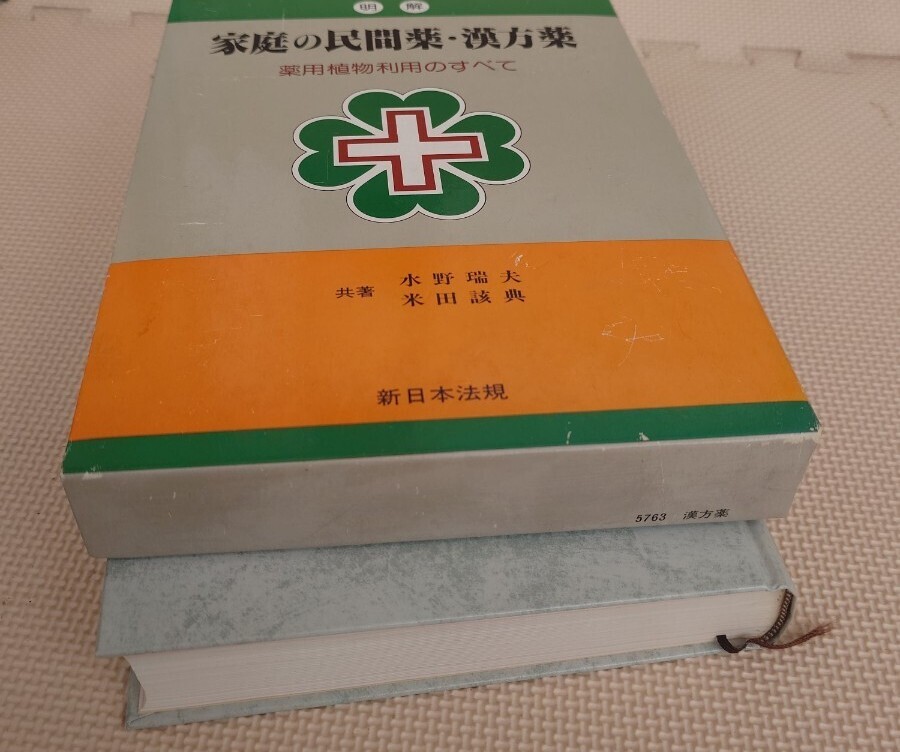 明解
家庭の民間薬・漢方薬
薬用植物利用のすべて
共著
水野瑞夫
米田該典
新日本法規
5763 漢方薬